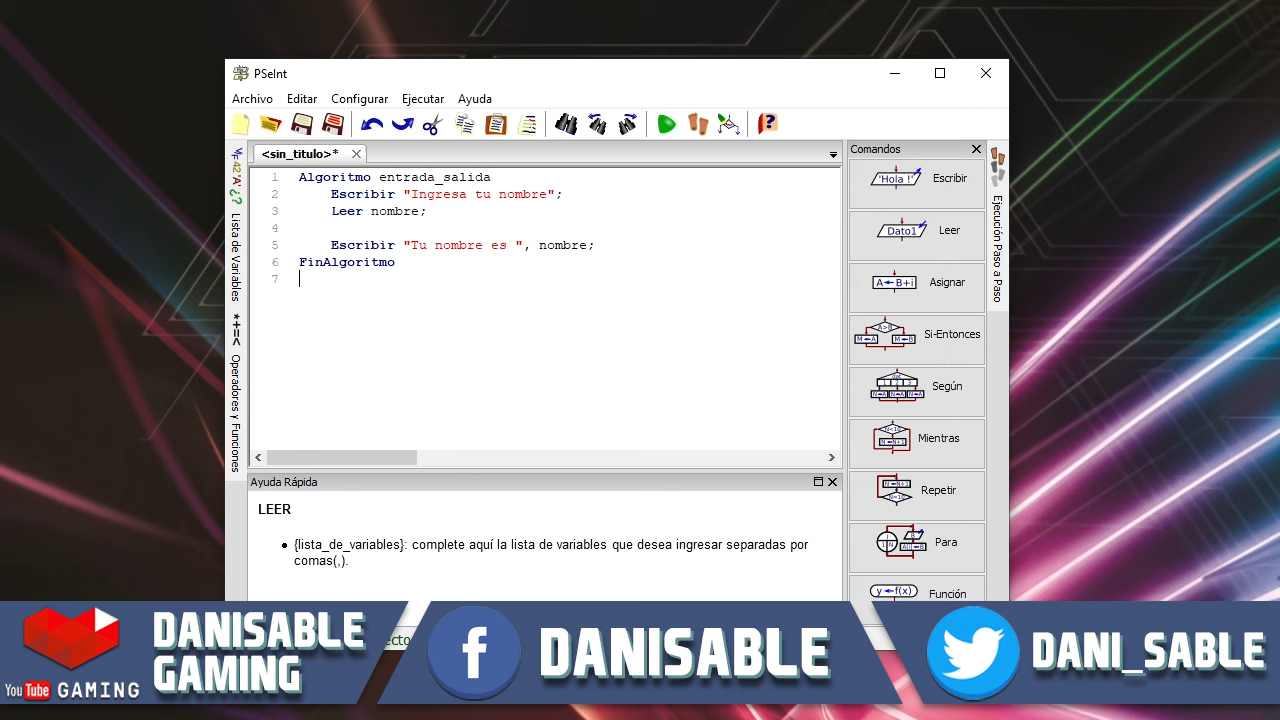 PSeInt
Archivo Editar Configurar Ejecutar Ayuda
<sin_titulo>*
Comandos
1 Algoritmo entrada_salida
2 Escribir "Ingresa tu nombre";
3 Leer nombre;
4
5 Escribir "Tu nombre es ", nombre;
6 FinAlgoritmo
7
Lista de Variables
*+=<
Operadores y Funciones
'Hola !' Escribir
Dato1 Leer
A←B+i Asignar
A>B M←A M←B Si-Entonces
Según
Mientras
Repetir
Para
y←f(x) Función
Ejecución Paso a Paso
Ayuda Rápida
LEER
• {lista_de_variables}: complete aquí la lista de variables que desea ingresar separadas por
comas(,).
DANISABLE
GAMING
YouTube GAMING
DANISABLE
DANI_SABLE